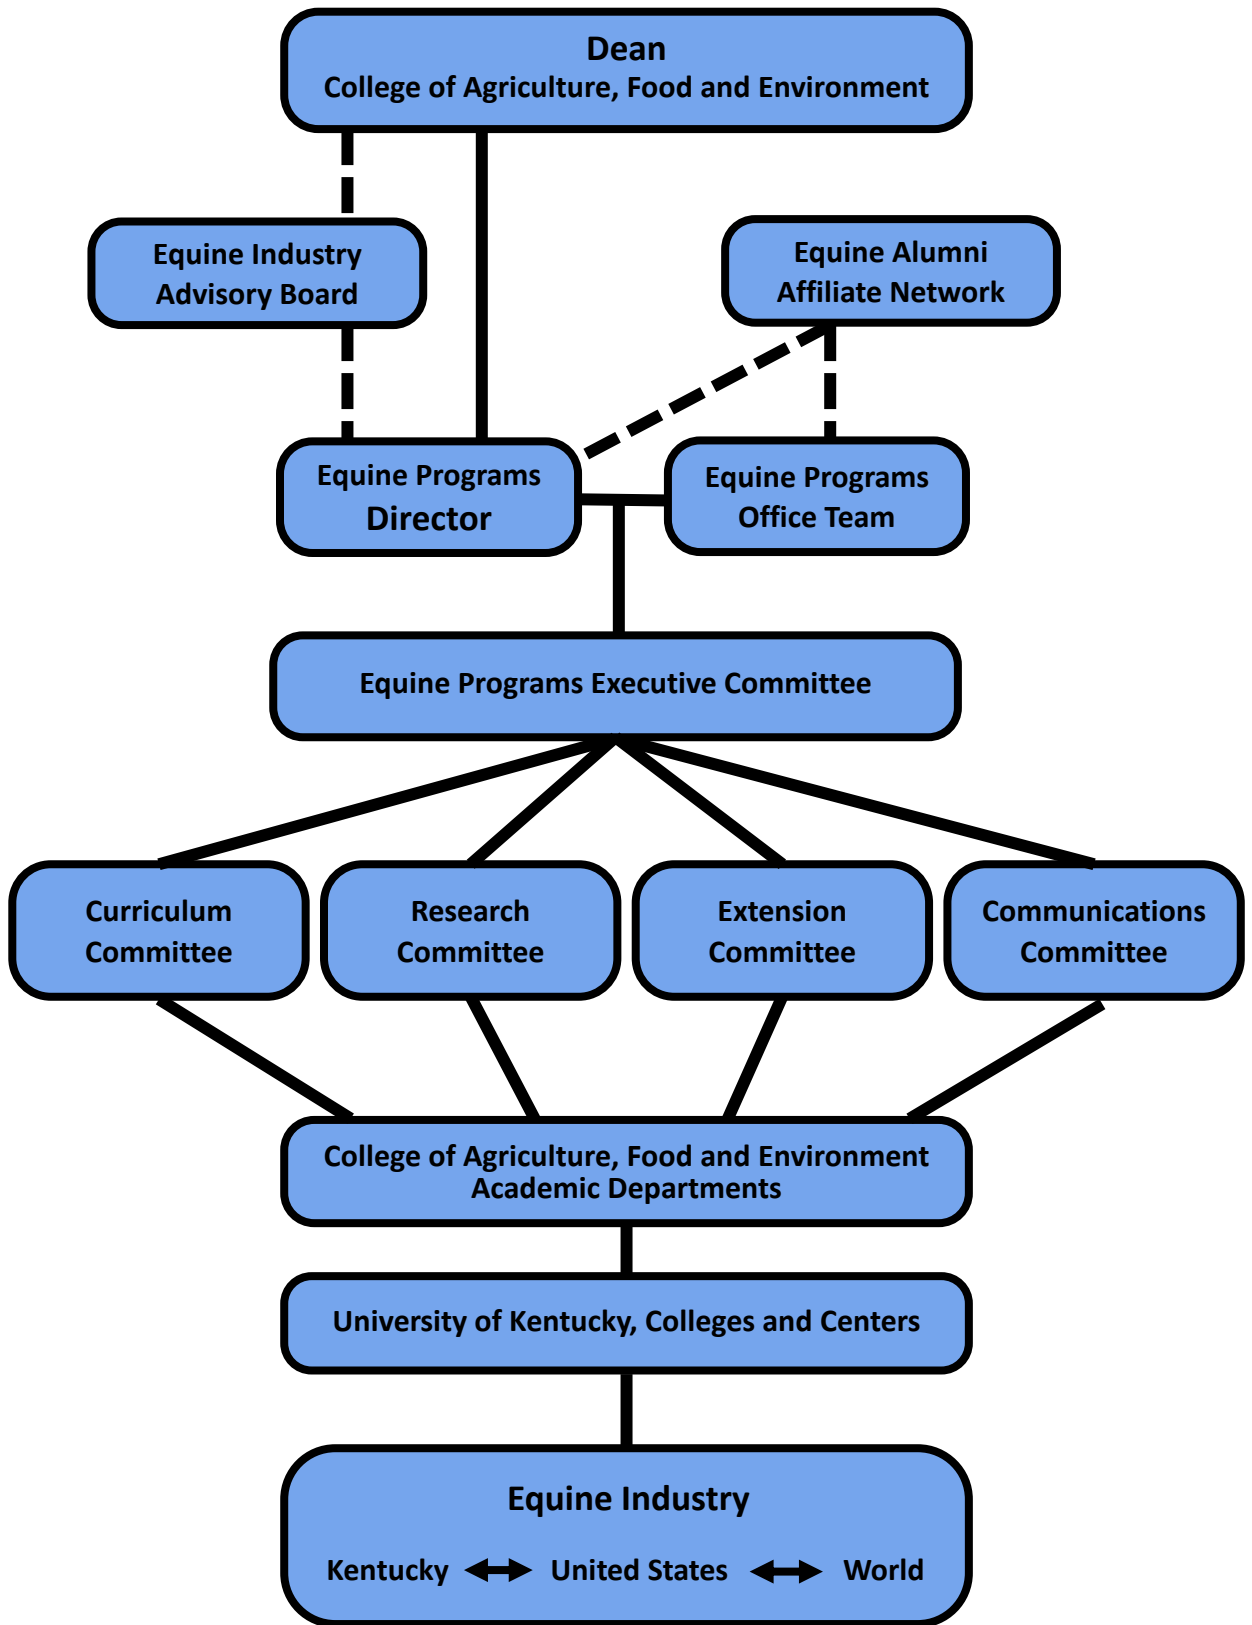 Dean
College of Agriculture, Food and Environment
Equine Industry
Advisory Board
Equine Alumni
Affiliate Network
Equine Programs
Director
Equine Programs
Office Team
Equine Programs Executive Committee
Curriculum
Committee
Research
Committee
Extension
Committee
Communications
Committee
College of Agriculture, Food and Environment
Academic Departments
University of Kentucky, Colleges and Centers
Equine Industry
Kentucky United States World